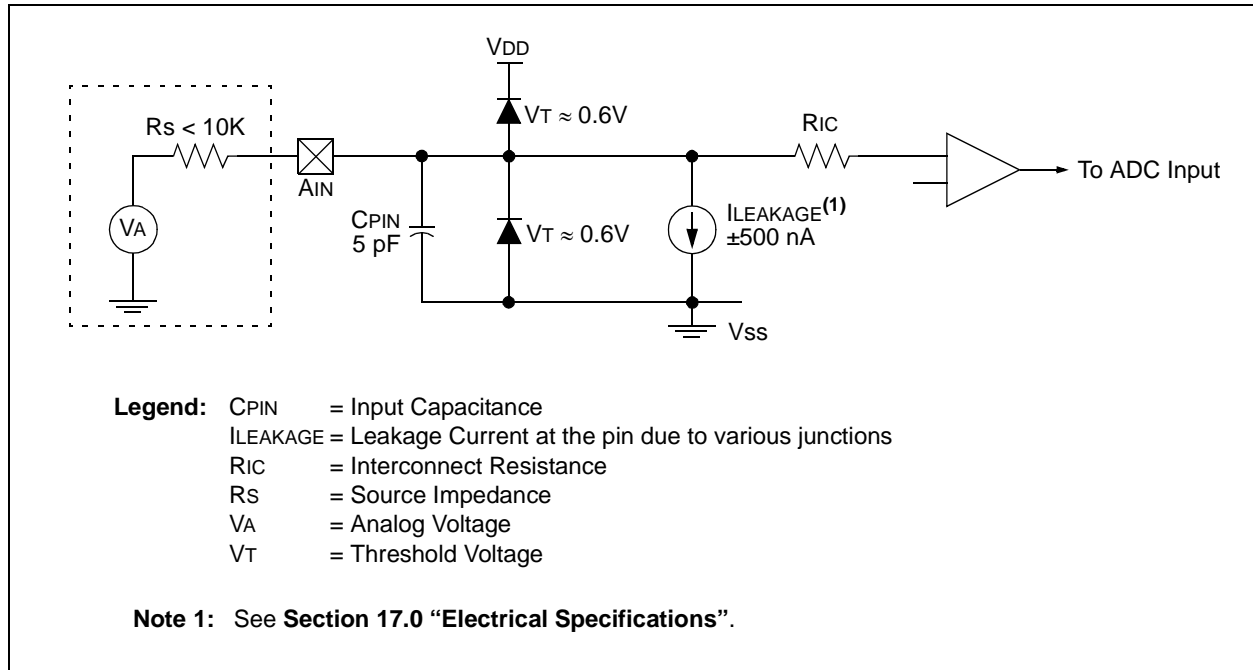 VDD
Rs < 10K
VT ≈ 0.6V
RIC
AIN
To ADC Input
CPIN
5 pF
VA
VT ≈ 0.6V
ILEAKAGE(1)
±500 nA
Vss
Legend: CPIN = Input Capacitance
ILEAKAGE = Leakage Current at the pin due to various junctions
RIC = Interconnect Resistance
RS = Source Impedance
VA = Analog Voltage
VT = Threshold Voltage
Note 1: See Section 17.0 “Electrical Specifications”.